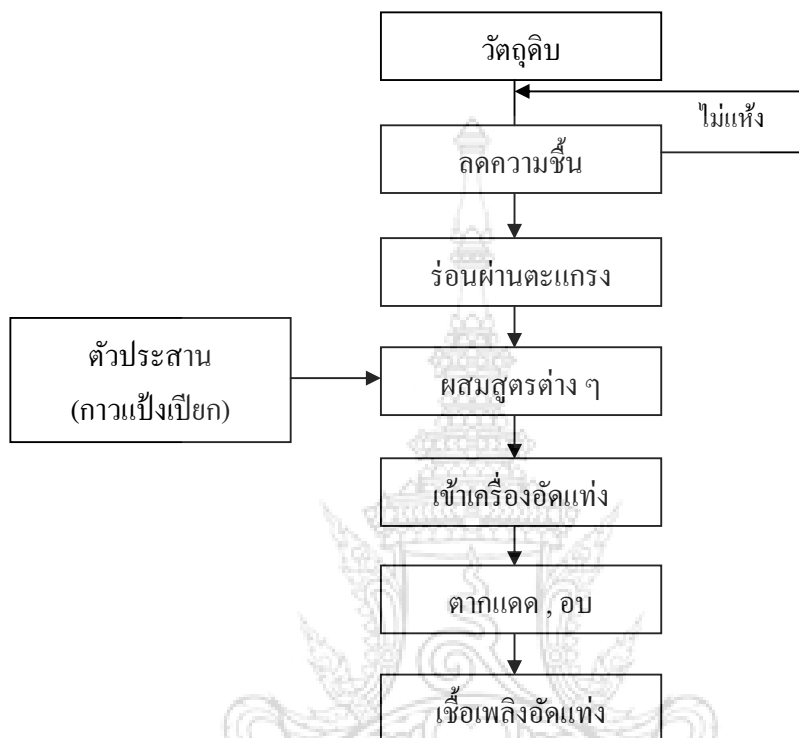 วัตถุดิบ
ไม่แห้ง
ลดความชื้น
ร่อนผ่านตะแกรง
ตัวประสาน
(กาวแป้งเปียก)
ผสมสูตรต่าง ๆ
เข้าเครื่องอัดแท่ง
ตากแดด , อบ
เชื้อเพลิงอัดแท่ง